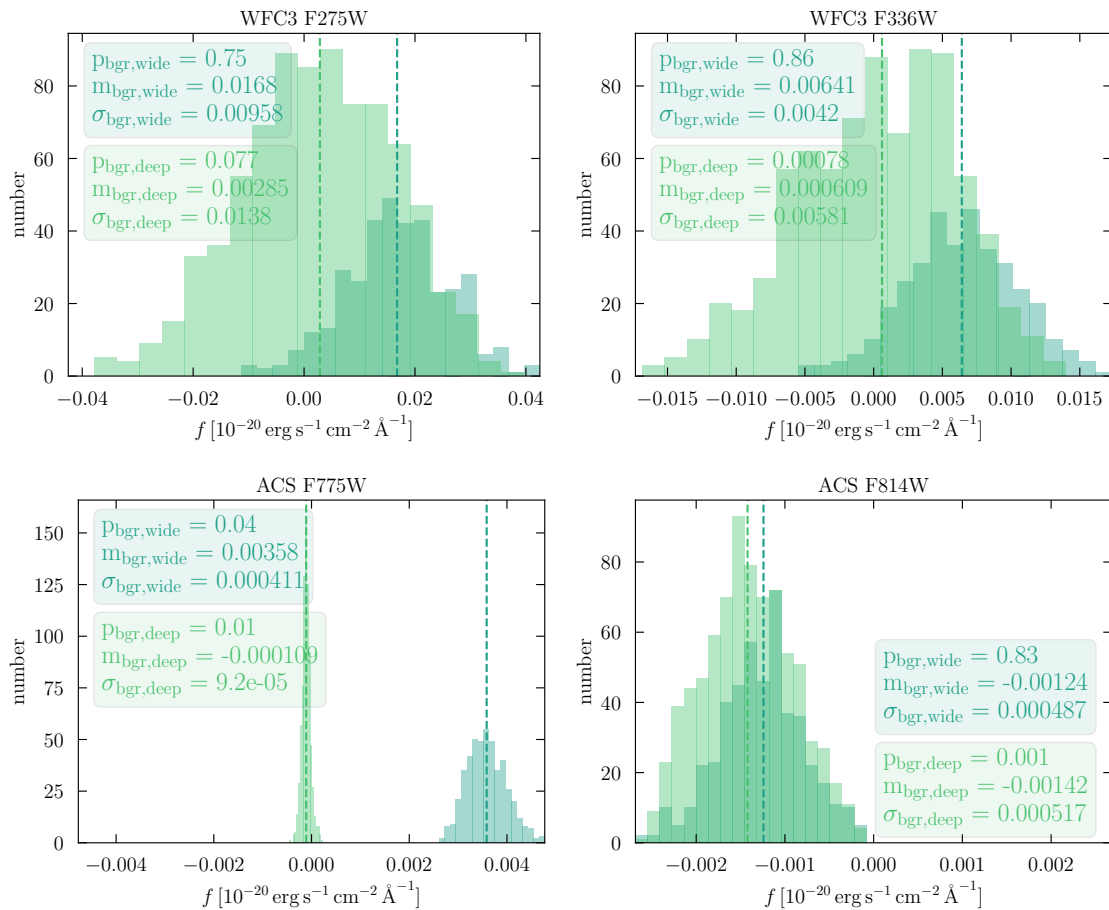 WFC3 F275W
number
80
60
40
20
0
p_bgr,wide = 0.75
m_bgr,wide = 0.0168
σ_bgr,wide = 0.00958
p_bgr,deep = 0.077
m_bgr,deep = 0.00285
σ_bgr,deep = 0.0138
−0.04 −0.02 0.00 0.02 0.04
f [10⁻²⁰ erg s⁻¹ cm⁻² Å⁻¹]
WFC3 F336W
number
80
60
40
20
0
p_bgr,wide = 0.86
m_bgr,wide = 0.00641
σ_bgr,wide = 0.0042
p_bgr,deep = 0.00078
m_bgr,deep = 0.000609
σ_bgr,deep = 0.00581
−0.015 −0.010 −0.005 0.000 0.005 0.010 0.015
f [10⁻²⁰ erg s⁻¹ cm⁻² Å⁻¹]
ACS F775W
number
150
125
100
75
50
25
0
p_bgr,wide = 0.04
m_bgr,wide = 0.00358
σ_bgr,wide = 0.000411
p_bgr,deep = 0.01
m_bgr,deep = -0.000109
σ_bgr,deep = 9.2e-05
−0.004 −0.002 0.000 0.002 0.004
f [10⁻²⁰ erg s⁻¹ cm⁻² Å⁻¹]
ACS F814W
number
80
60
40
20
0
p_bgr,wide = 0.83
m_bgr,wide = -0.00124
σ_bgr,wide = 0.000487
p_bgr,deep = 0.001
m_bgr,deep = -0.00142
σ_bgr,deep = 0.000517
−0.002 −0.001 0.000 0.001 0.002
f [10⁻²⁰ erg s⁻¹ cm⁻² Å⁻¹]